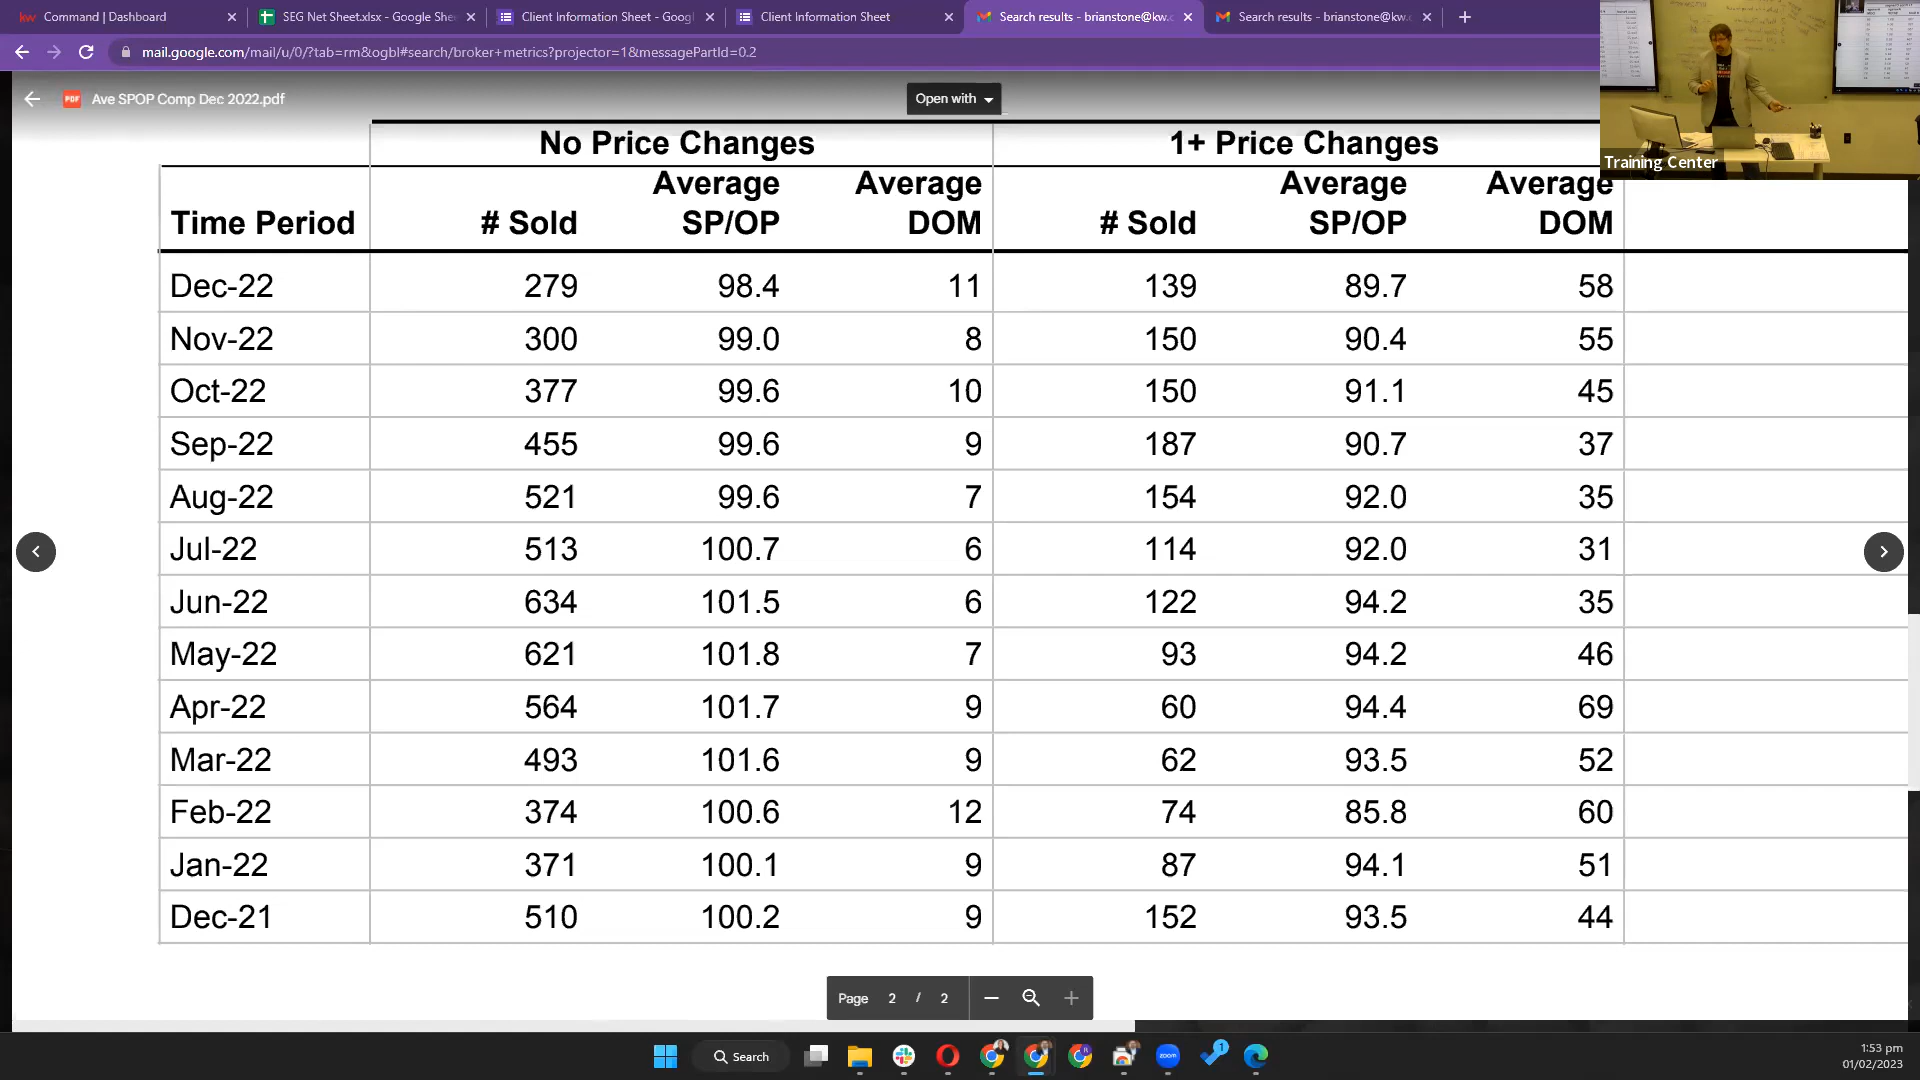 Command | Dashboard
SEG Net Sheet.xlsx - Google Shee
Client Information Sheet - Googl
Client Information Sheet
Search results - brianstone@kw.c
Search results - brianstone@kw.c
mail.google.com/mail/u/0/?tab=rm&ogbl#search/broker+metrics?projector=1&messagePartId=0.2
PDF Ave SPOP Comp Dec 2022.pdf
Open with
Training Center
No Price Changes 1+ Price Changes
Average Average Average Average
Time Period # Sold SP/OP DOM # Sold SP/OP DOM
Dec-22 279 98.4 11 139 89.7 58
Nov-22 300 99.0 8 150 90.4 55
Oct-22 377 99.6 10 150 91.1 45
Sep-22 455 99.6 9 187 90.7 37
Aug-22 521 99.6 7 154 92.0 35
Jul-22 513 100.7 6 114 92.0 31
Jun-22 634 101.5 6 122 94.2 35
May-22 621 101.8 7 93 94.2 46
Apr-22 564 101.7 9 60 94.4 69
Mar-22 493 101.6 9 62 93.5 52
Feb-22 374 100.6 12 74 85.8 60
Jan-22 371 100.1 9 87 94.1 51
Dec-21 510 100.2 9 152 93.5 44
Page 2 / 2
Search
zoom
1
1:53 pm
01/02/2023